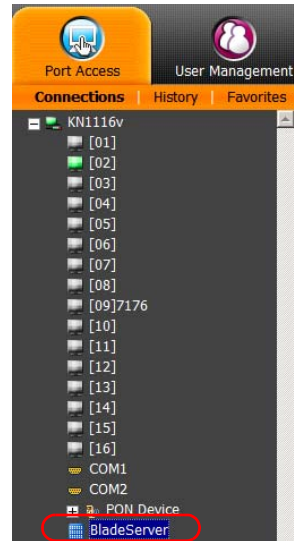 Port Access
User Management
Connections | History | Favorites
KN1116v
[01]
[02]
[03]
[04]
[05]
[06]
[07]
[08]
[09]7176
[10]
[11]
[12]
[13]
[14]
[15]
[16]
COM1
COM2
PON Device
BladeServer